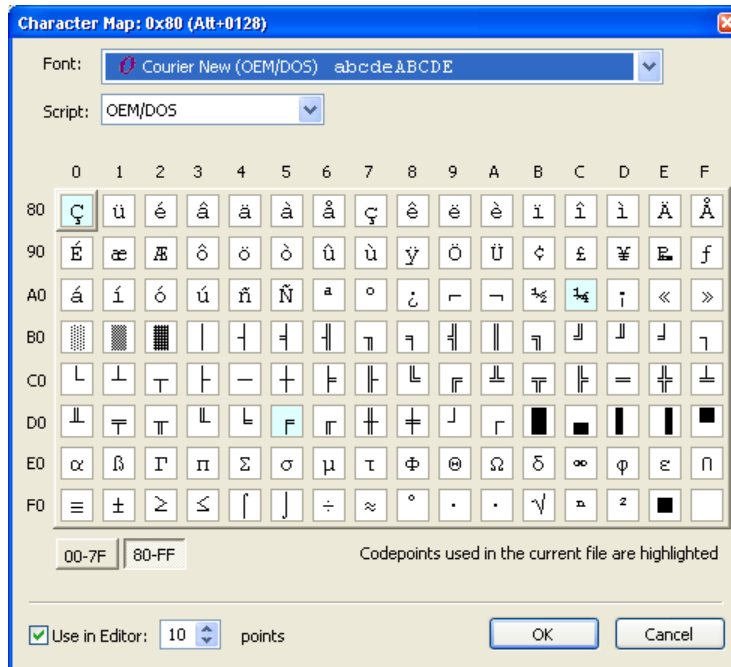 Character Map: 0x80 (Alt+0128)
Font: Courier New (OEM/DOS) abcdeABCDE
Script: OEM/DOS
0 1 2 3 4 5 6 7 8 9 A B C D E F
80 Ç ü é â ä à å ç ê ë è ï î ì Ä Å
90 É æ Æ ô ö ò û ù ÿ Ö Ü ¢ £ ¥ ₧ ƒ
A0 á í ó ú ñ Ñ ª º ¿ ⌐ ¬ ½ ¼ ¡ « »
B0 ░ ▒ ▓ │ ┤ ╡ ╢ ╖ ╕ ╣ ║ ╗ ╝ ╜ ╛ ┐
C0 └ ┴ ┬ ├ ─ ┼ ╞ ╟ ╚ ╔ ╩ ╦ ╠ ═ ╬ ╧
D0 ╨ ╤ ╥ ╙ ╘ ╒ ╓ ╫ ╪ ┘ ┌ █ ▄ ▌ ▐ ▀
E0 α ß Γ π Σ σ µ τ Φ Θ Ω δ ∞ φ ε ∩
F0 ≡ ± ≥ ≤ ⌠ ⌡ ÷ ≈ ° ∙ · √ ⁿ ² ■
00-7F 80-FF Codepoints used in the current file are highlighted
Use in Editor: 10 points OK Cancel